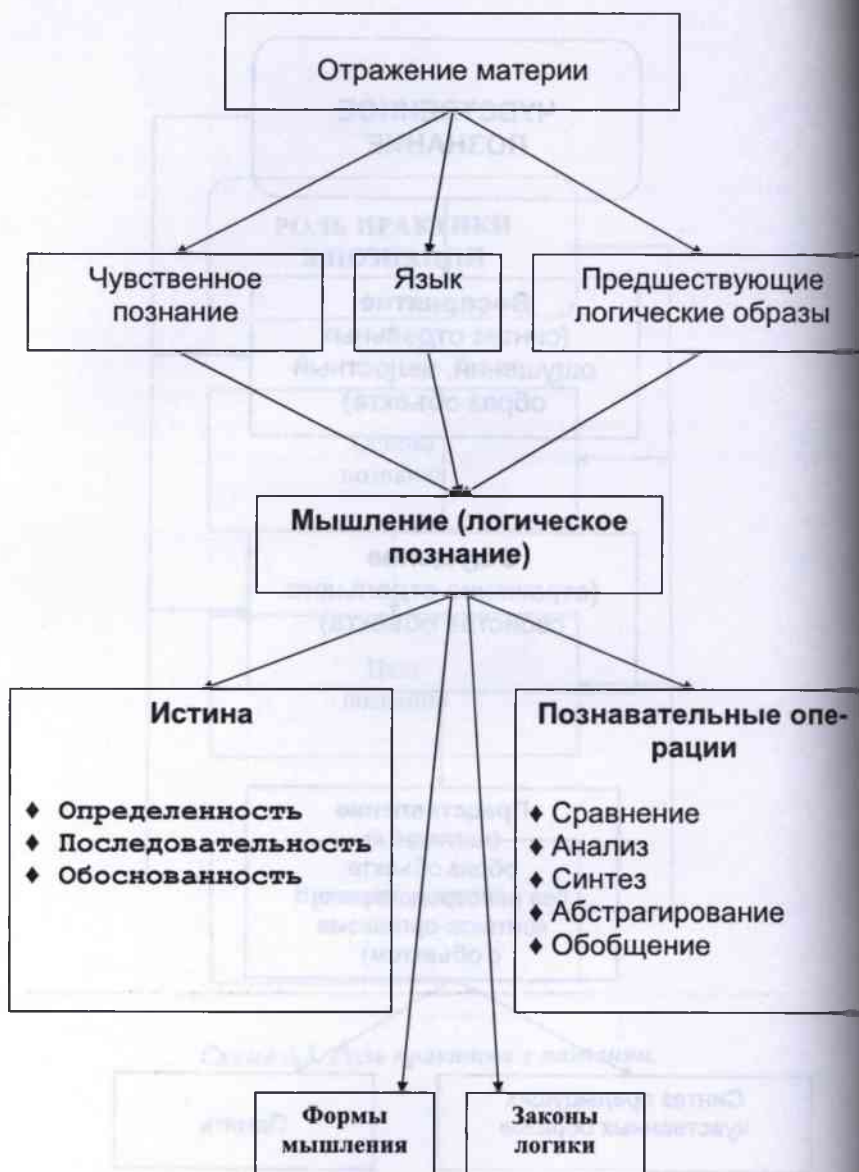 Отражение материи
Чувственное
познание
Язык
Предшествующие
логические образы
Мышление (логическое
познание)
Истина
♦ Определенность
♦ Последовательность
♦ Обоснованность
Познавательные опе-
рации
♦ Сравнение
♦ Анализ
♦ Синтез
♦ Абстрагирование
♦ Обобщение
Формы
мышления
Законы
логики